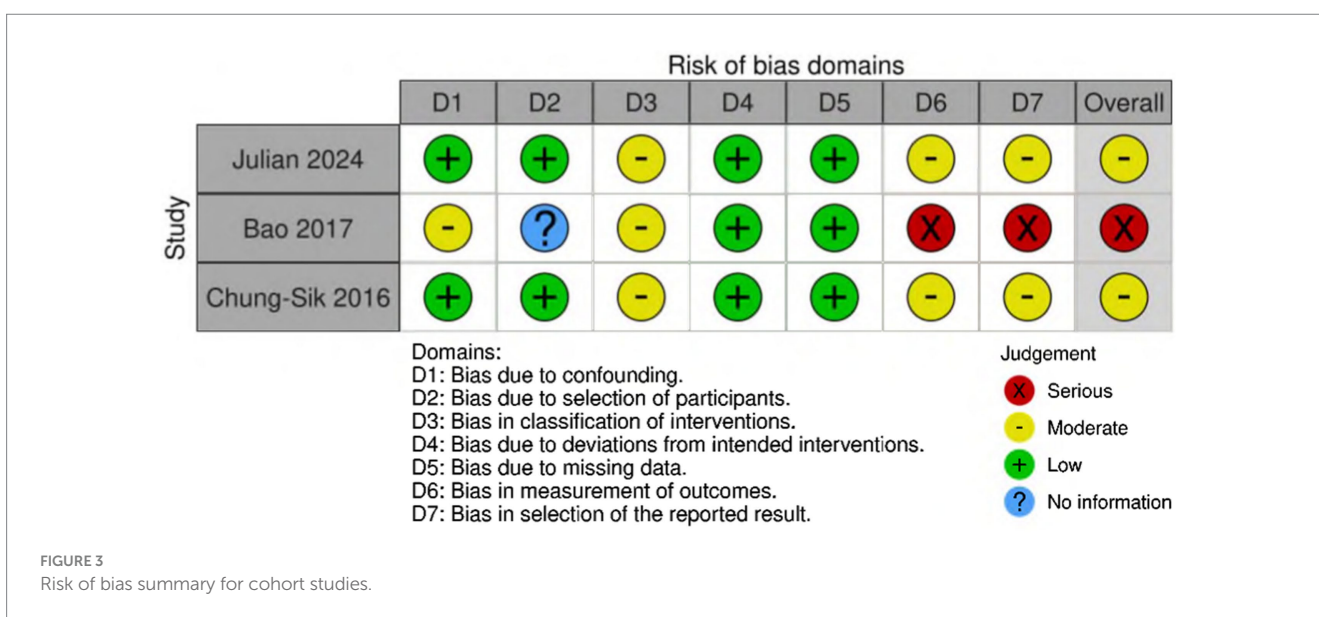 Risk of bias domains
D1 D2 D3 D4 D5 D6 D7 Overall
Study
Julian 2024 + + - + + - - -
Bao 2017 - ? - + + X X X
Chung-Sik 2016 + + - + + - - -
Domains:
D1: Bias due to confounding.
D2: Bias due to selection of participants.
D3: Bias in classification of interventions.
D4: Bias due to deviations from intended interventions.
D5: Bias due to missing data.
D6: Bias in measurement of outcomes.
D7: Bias in selection of the reported result.
Judgement
X Serious
- Moderate
+ Low
? No information
FIGURE 3
Risk of bias summary for cohort studies.